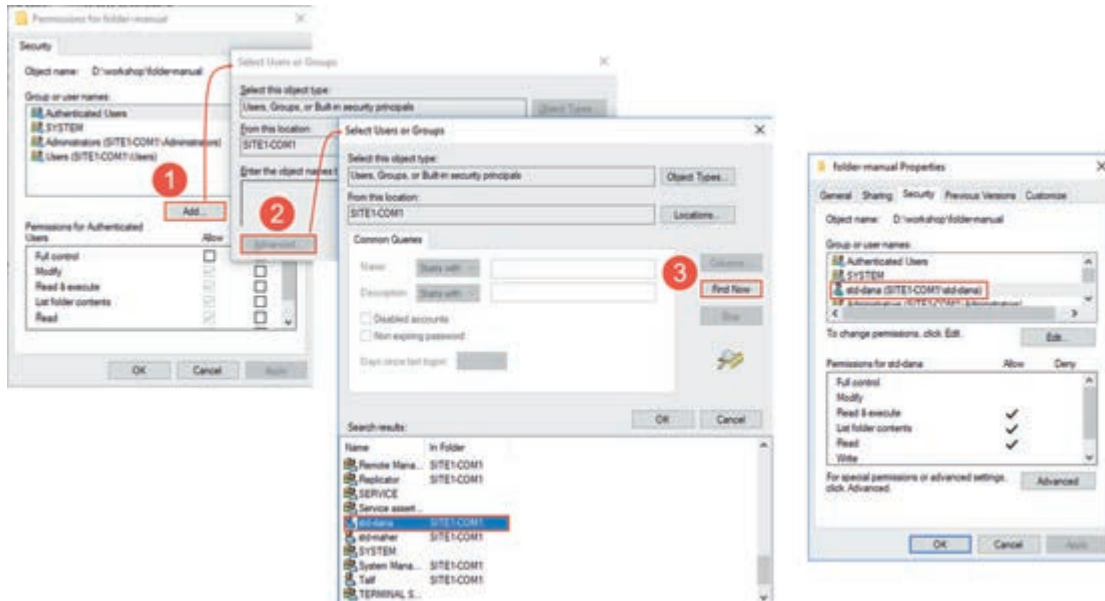 Permissions for folder-manual
Security
Object name: D:\workshop\folder-manual
Group or user names:
Authenticated Users
SYSTEM
Administrators (SITE1-COM1\Administrators)
Users (SITE1-COM1\Users)
1
Add...
Permissions for Authenticated
Users
Allow
Full control
Modify
Read & execute
List folder contents
Read
OK Cancel Apply
Select Users or Groups
Select this object type:
Users, Groups, or Built-in security principals
Object Types...
From this location:
SITE1-COM1
Enter the object names
2
Advanced...
Select Users or Groups
Select this object type:
Users, Groups, or Built-in security principals
Object Types...
From this location:
SITE1-COM1
Locations...
Common Queries
Name: Starts with
Description: Starts with
Columns...
3
Find Now
Stop
Disabled accounts
Non expiring password
Days since last logon:
OK Cancel
Search results:
Name In Folder
Remote Mana... SITE1-COM1
Replicator SITE1-COM1
SERVICE
Service assert...
std-dana SITE1-COM1
std-maher SITE1-COM1
SYSTEM
System Mana... SITE1-COM1
SITE1-COM1
TERMINAL S...
folder-manual Properties
General Sharing Security Previous Versions Customize
Object name: D:\workshop\folder-manual
Group or user names:
Authenticated Users
SYSTEM
std-dana (SITE1-COM1\std-dana)
Administrators (SITE1-COM1\Administrators)
To change permissions, click Edit.
Edit...
Permissions for std-dana Allow Deny
Full control
Modify
Read & execute
List folder contents
Read
Write
For special permissions or advanced settings,
click Advanced.
Advanced
OK Cancel Apply